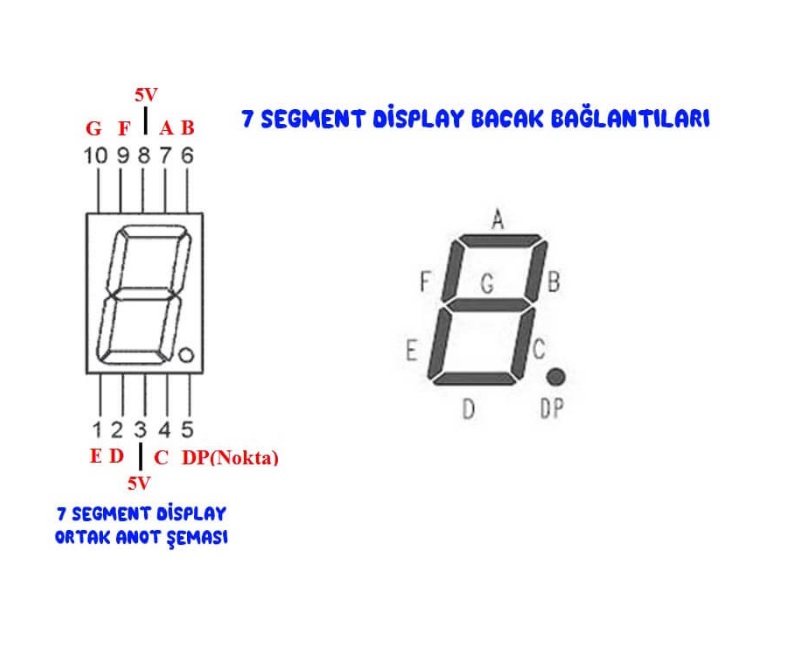 7 SEGMENT DİSPLAY BACAK BAĞLANTILARI
5V
G F A B
10 9 8 7 6
A
F G B
E C
D DP
1 2 3 4 5
E D C DP(Nokta)
5V
7 SEGMENT DİSPLAY
ORTAK ANOT ŞEMASI